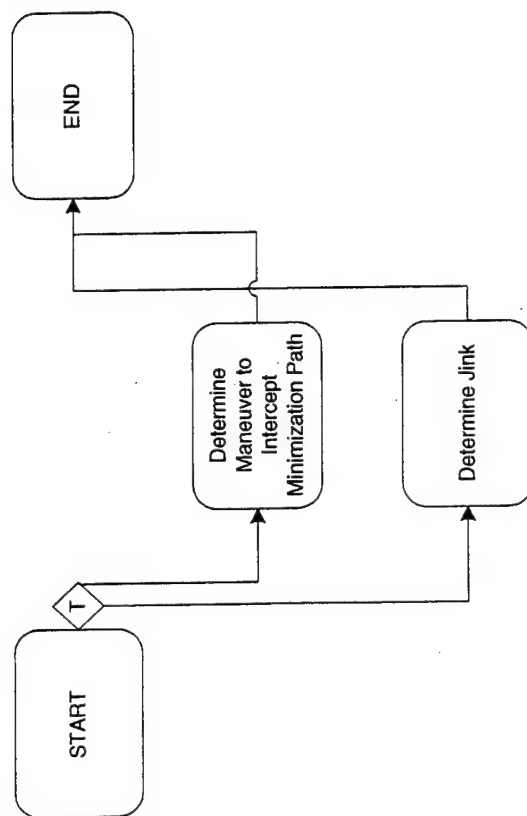 START
T
Determine
Maneuver to
Intercept
Minimization Path
Determine Jink
END